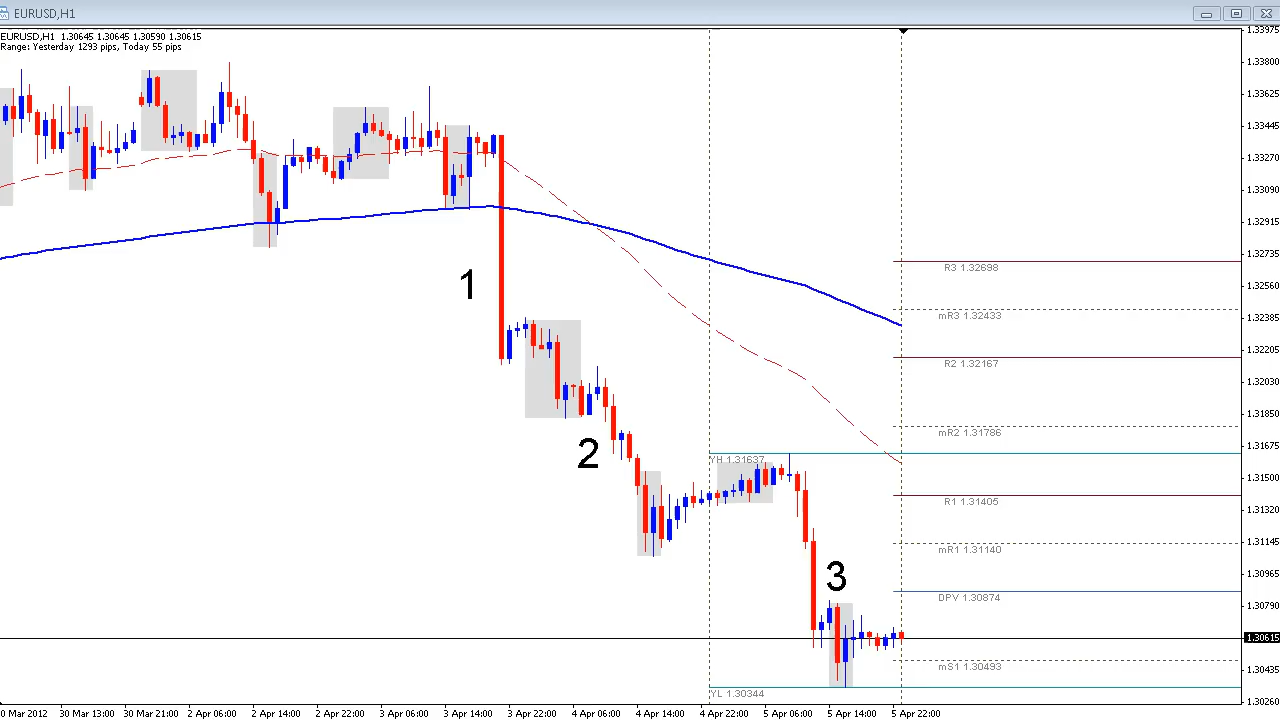 EURUSD,H1
EURUSD,H1 1.30645 1.30645 1.30590 1.30615
Range: Yesterday 1293 pips, Today 55 pips
1.33975
1.33800
1.33625
1.33445
1.33270
1.33090
1.32915
1.32735
1.32560
1.32385
1.32205
1.32030
1.31850
1.31675
1.31500
1.31320
1.31145
1.30965
1.30790
1.30615
1.30435
1.30260
1
2
3
R3 1.32698
mR3 1.32433
R2 1.32167
mR2 1.31786
YH 1.31637
R1 1.31405
mR1 1.31140
DPV 1.30874
mS1 1.30493
YL 1.30344
0 Mar 2012 30 Mar 13:00 30 Mar 21:00 2 Apr 06:00 2 Apr 14:00 2 Apr 22:00 3 Apr 06:00 3 Apr 14:00 3 Apr 22:00 4 Apr 06:00 4 Apr 14:00 4 Apr 22:00 5 Apr 06:00 5 Apr 14:00 5 Apr 22:00